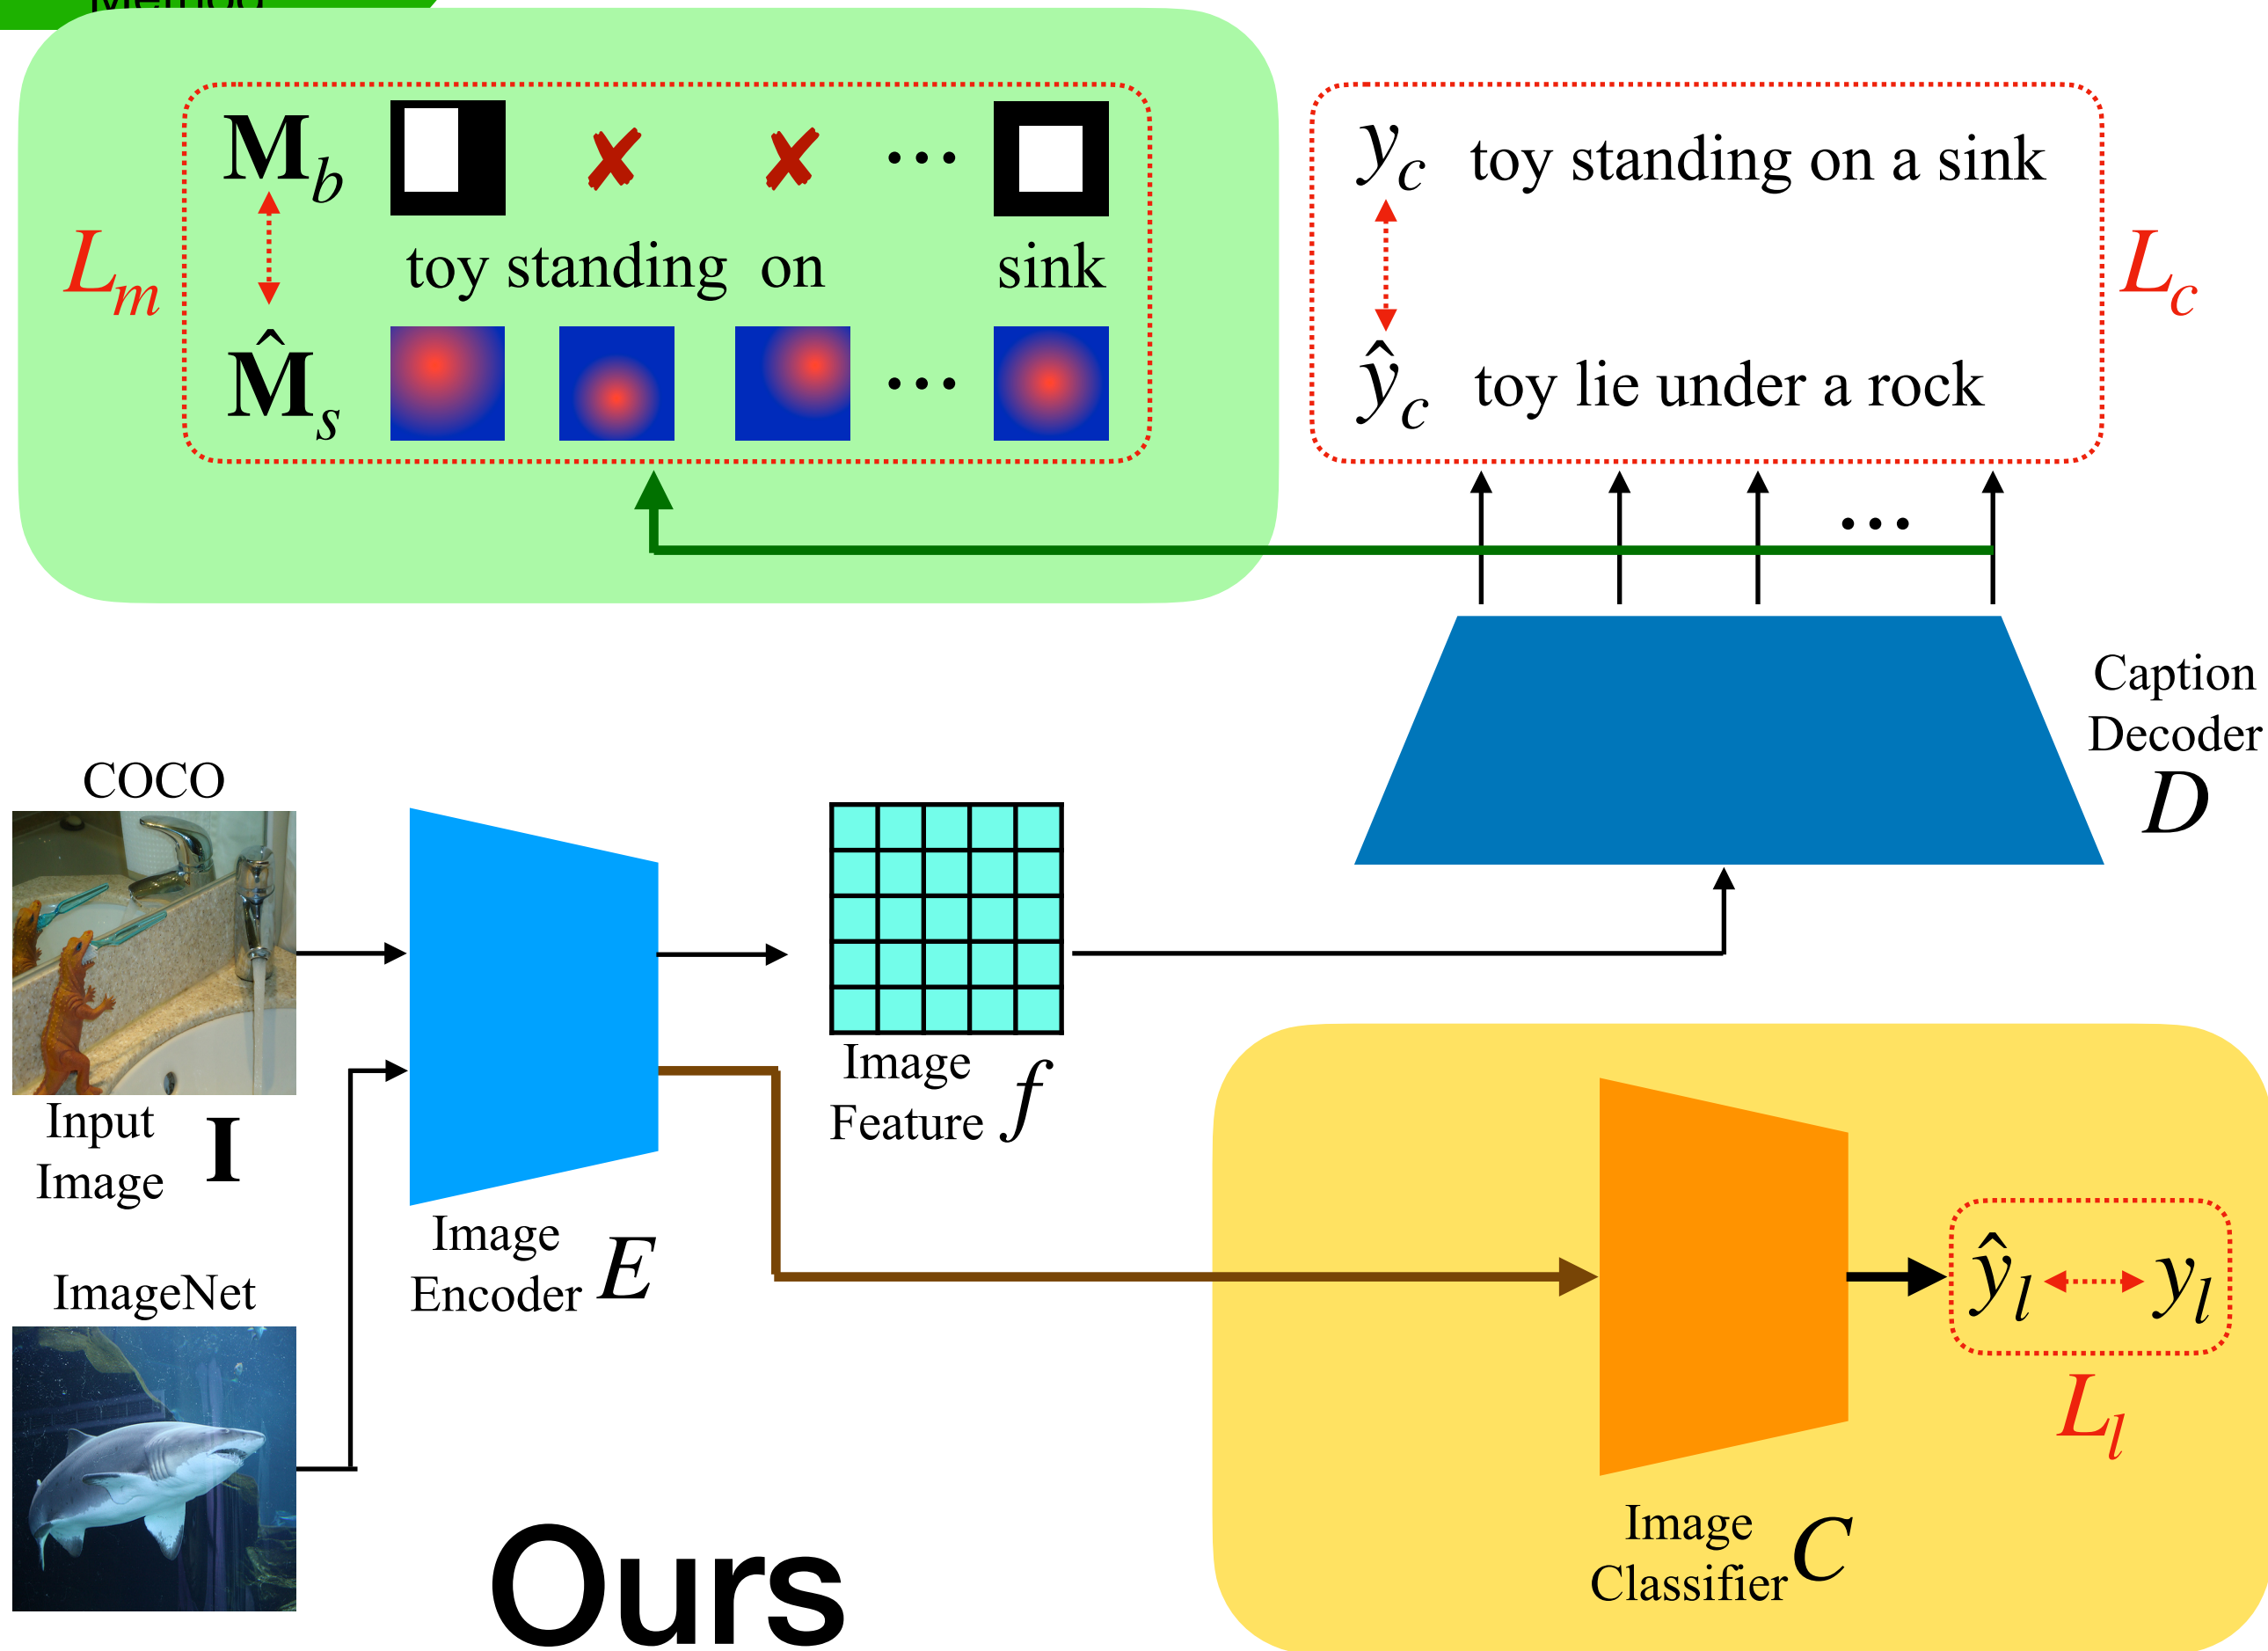 Method
M_b
toy standing on ... sink
L_m
M̂_s
...
y_c toy standing on a sink
L_c
ŷ_c toy lie under a rock
...
Caption
Decoder
D
COCO
Input
Image I
Image
Encoder E
Image
Feature f
ImageNet
ŷ_l y_l
L_l
Image
Classifier C
Ours